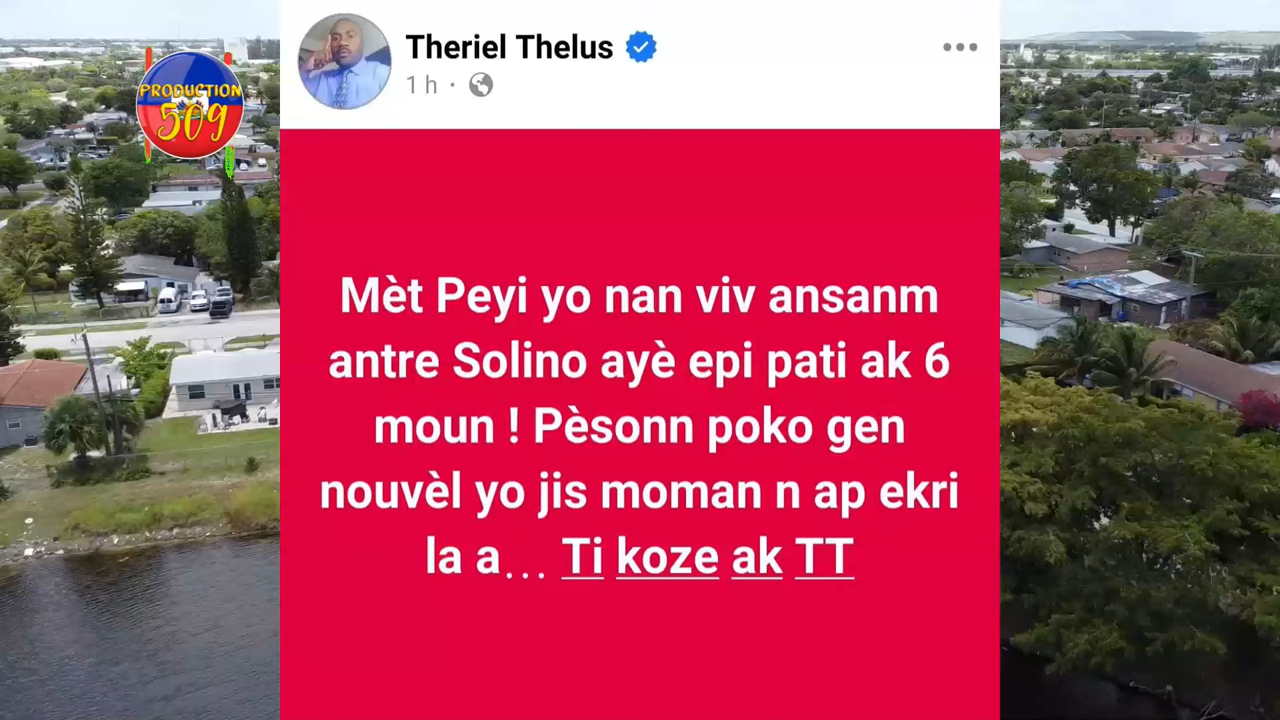 PRODUCTION
509
Theriel Thelus
1 h ·
Mèt Peyi yo nan viv ansanm
antre Solino ayè epi pati ak 6
moun ! Pèsonn poko gen
nouvèl yo jis moman n ap ekri
la a... Ti koze ak TT